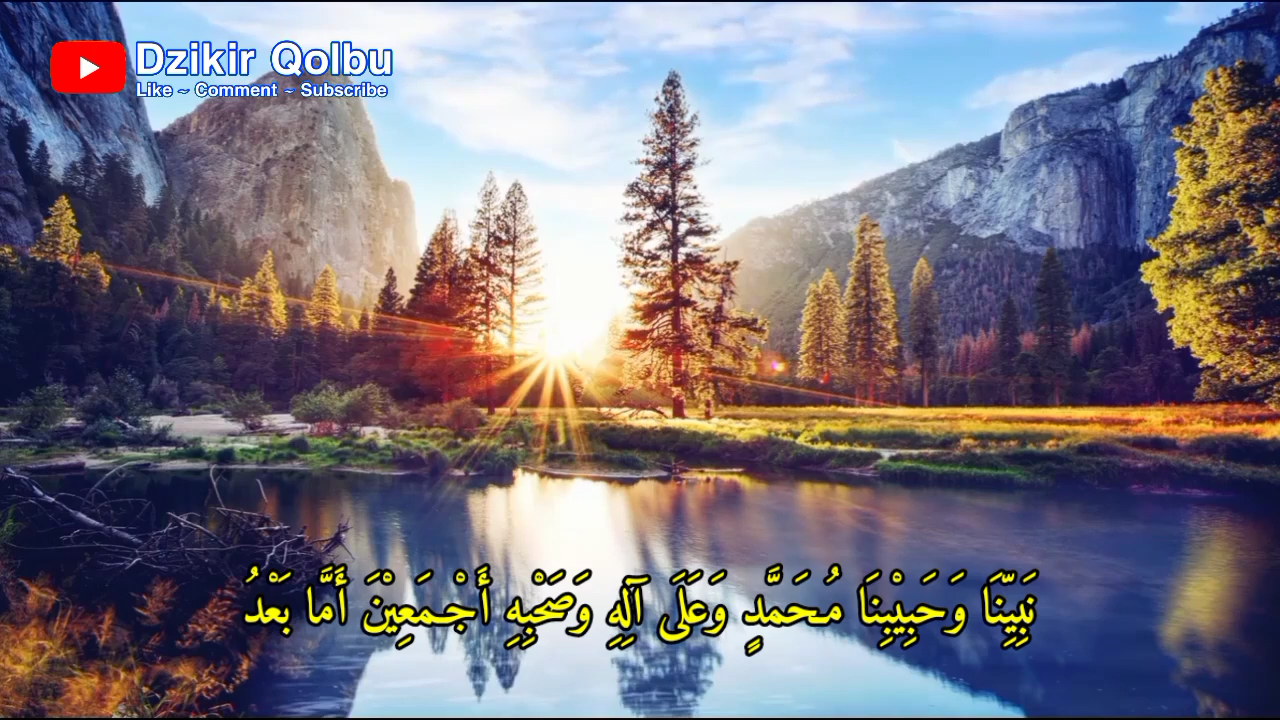 Dzikir Qolbu
Like ~ Comment ~ Subscribe
نَبِيِّنَا وَحَبِيْبِنَا مُحَمَّدٍ وَعَلَى آلِهِ وَصَحْبِهِ أَجْمَعِيْنَ أَمَّا بَعْدُ